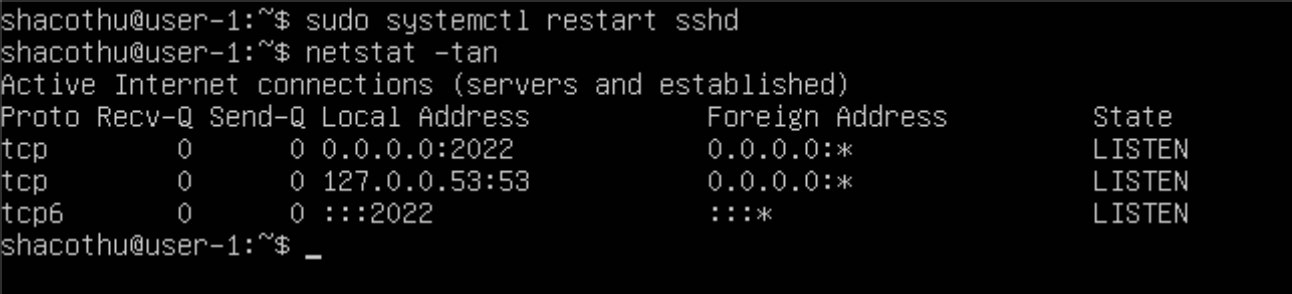 shacothu@user-1:~$ sudo systemctl restart sshd
shacothu@user-1:~$ netstat -tan
Active Internet connections (servers and established)
Proto Recv-Q Send-Q Local Address           Foreign Address         State
tcp        0      0 0.0.0.0:2022            0.0.0.0:*               LISTEN
tcp        0      0 127.0.0.53:53           0.0.0.0:*               LISTEN
tcp6       0      0 :::2022                 :::*                    LISTEN
shacothu@user-1:~$ _